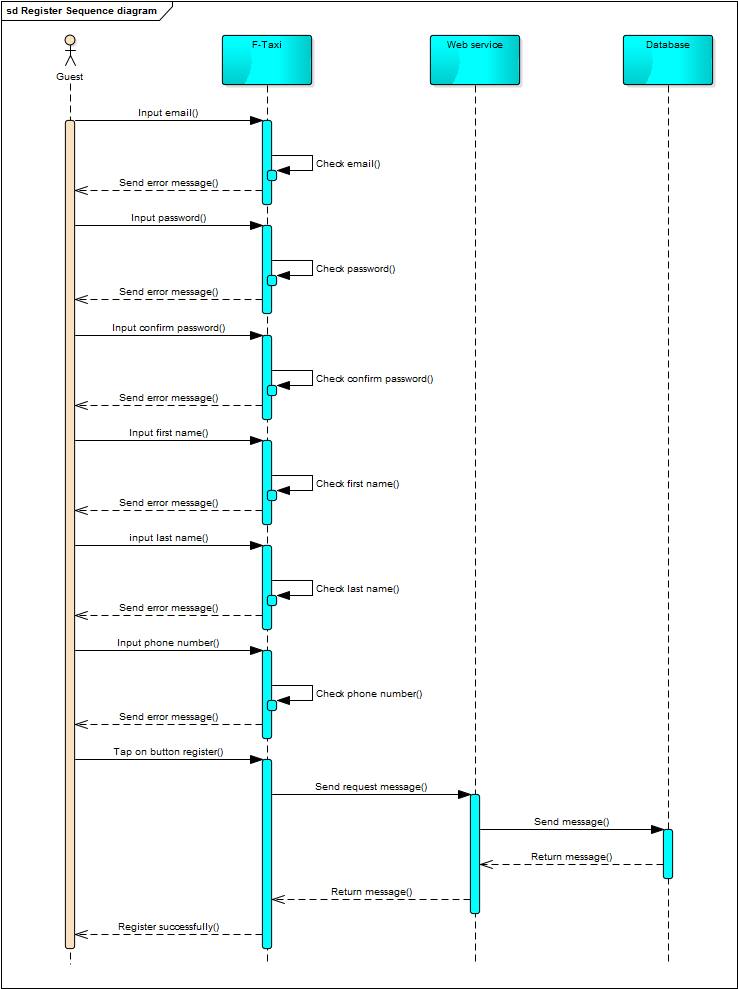 sd Register Sequence diagram
F-Taxi
Web service
Database
Guest
Input email()
Check email()
Send error message()
Input password()
Check password()
Send error message()
Input confirm password()
Check confirm password()
Send error message()
Input first name()
Check first name()
Send error message()
input last name()
Check last name()
Send error message()
Input phone number()
Check phone number()
Send error message()
Tap on button register()
Send request message()
Send message()
Return message()
Return message()
Register successfully()